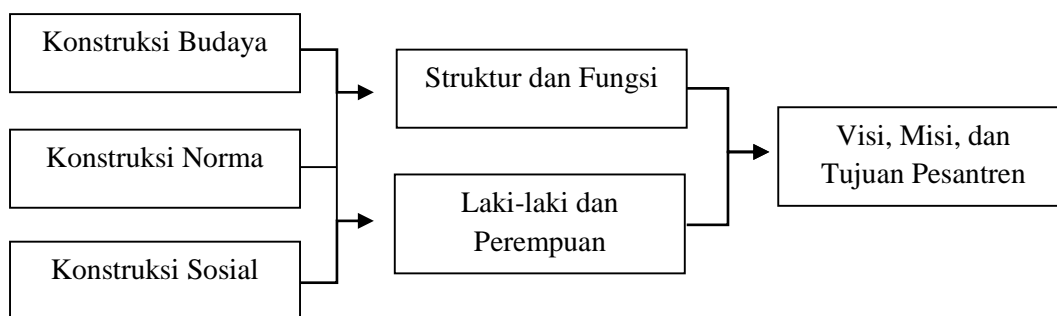 Konstruksi Budaya
Konstruksi Norma
Konstruksi Sosial
Struktur dan Fungsi
Laki-laki dan
Perempuan
Visi, Misi, dan
Tujuan Pesantren